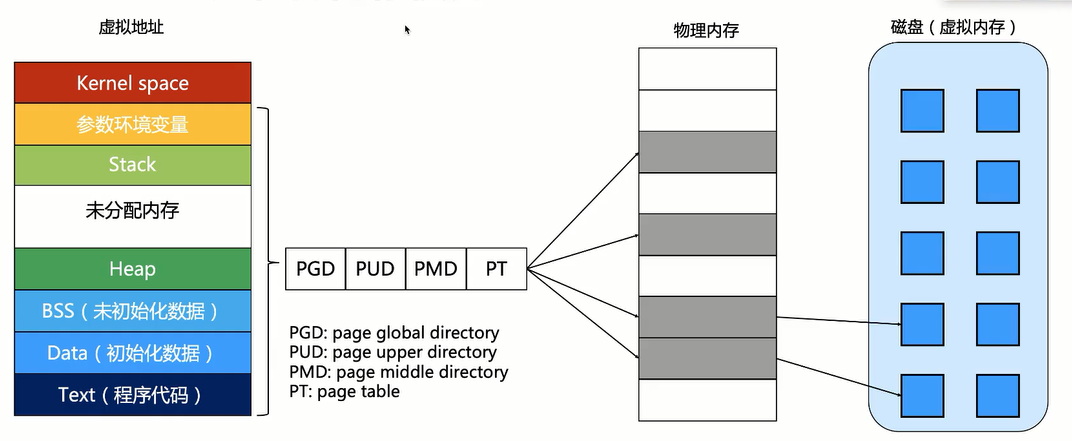 虚拟地址
物理内存
磁盘（虚拟内存）
Kernel space
参数环境变量
Stack
未分配内存
Heap
BSS（未初始化数据）
Data（初始化数据）
Text（程序代码）
PGD
PUD
PMD
PT
PGD: page global directory
PUD: page upper directory
PMD: page middle directory
PT: page table